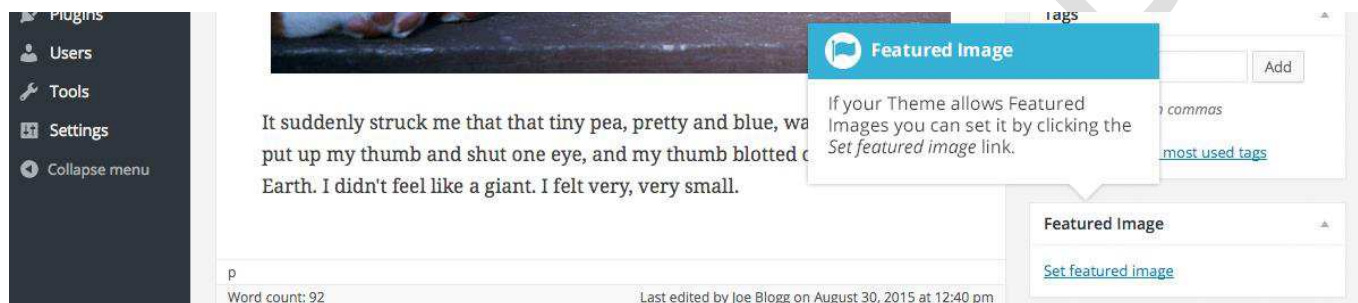 Plugins
Users
Tools
Settings
Collapse menu
It suddenly struck me that that tiny pea, pretty and blue, wa
put up my thumb and shut one eye, and my thumb blotted
Earth. I didn't feel like a giant. I felt very, very small.
p
Word count: 92
Last edited by Joe Blogg on August 30, 2015 at 12:40 pm
Tags
Add
commas
most used tags
Featured Image
If your Theme allows Featured
Images you can set it by clicking the
Set featured image link.
Featured Image
Set featured image